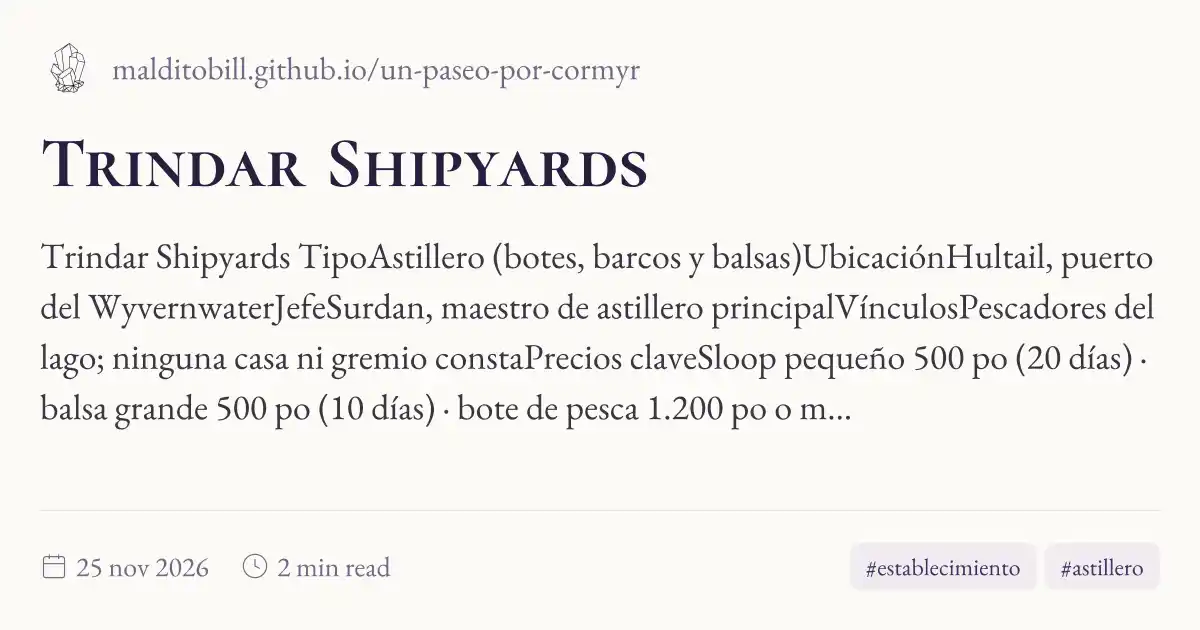 malditobill.github.io/un-paseo-por-cormyr
Trindar Shipyards
Trindar Shipyards TipoAstillero (botes, barcos y balsas)UbicaciónHultail, puerto
del WyvernwaterJefeSurdan, maestro de astillero principalVínculosPescadores del
lago; ninguna casa ni gremio constaPrecios claveSloop pequeño 500 po (20 días) ·
balsa grande 500 po (10 días) · bote de pesca 1.200 po o m...
25 nov 2026 2 min read #establecimiento #astillero